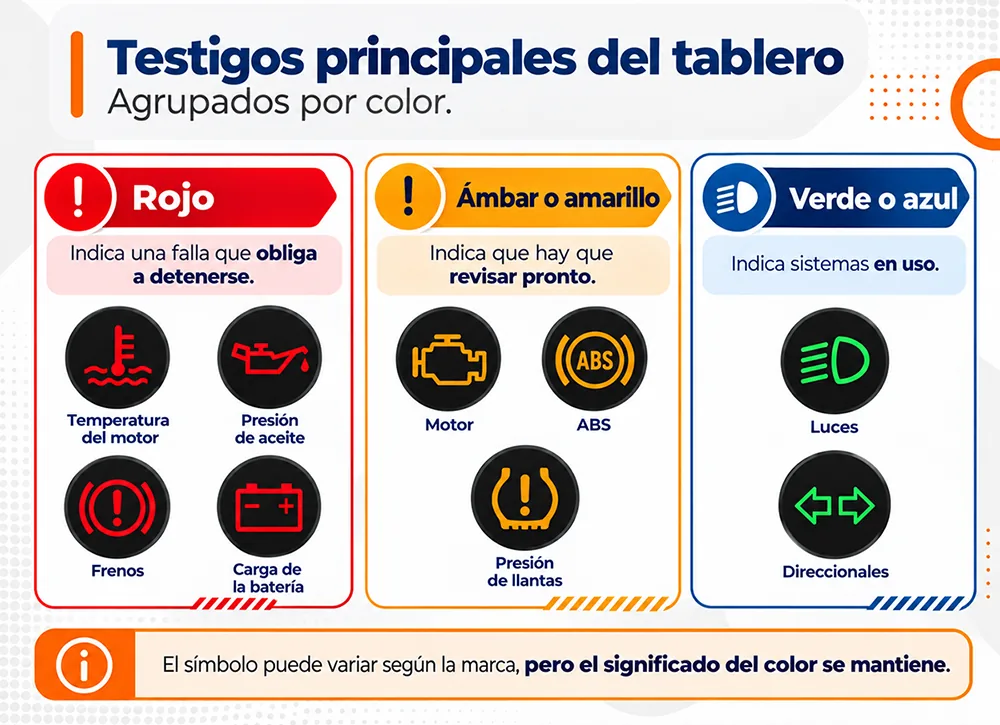 Testigos principales del tablero
Agrupados por color.
Rojo
Indica una falla que obliga
a detenerse.
Temperatura
del motor
Presión
de aceite
Frenos
Carga de
la batería
Ámbar o amarillo
Indica que hay que
revisar pronto.
Motor
ABS
ABS
Presión
de llantas
Verde o azul
Indica sistemas en uso.
Luces
Direccionales
El símbolo puede variar según la marca, pero el significado del color se mantiene.